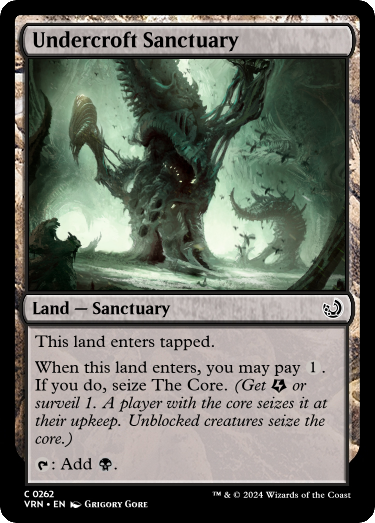 Undercroft Sanctuary
Land — Sanctuary
This land enters tapped.
When this land enters, you may pay 1.
If you do, seize The Core. (Get or
surveil 1. A player with the core seizes it
at their upkeep. Unblocked creatures seize the
core.)
: Add .
C 0262
VRN • EN Grigory Gore
™ & © 2024 Wizards of the Coast